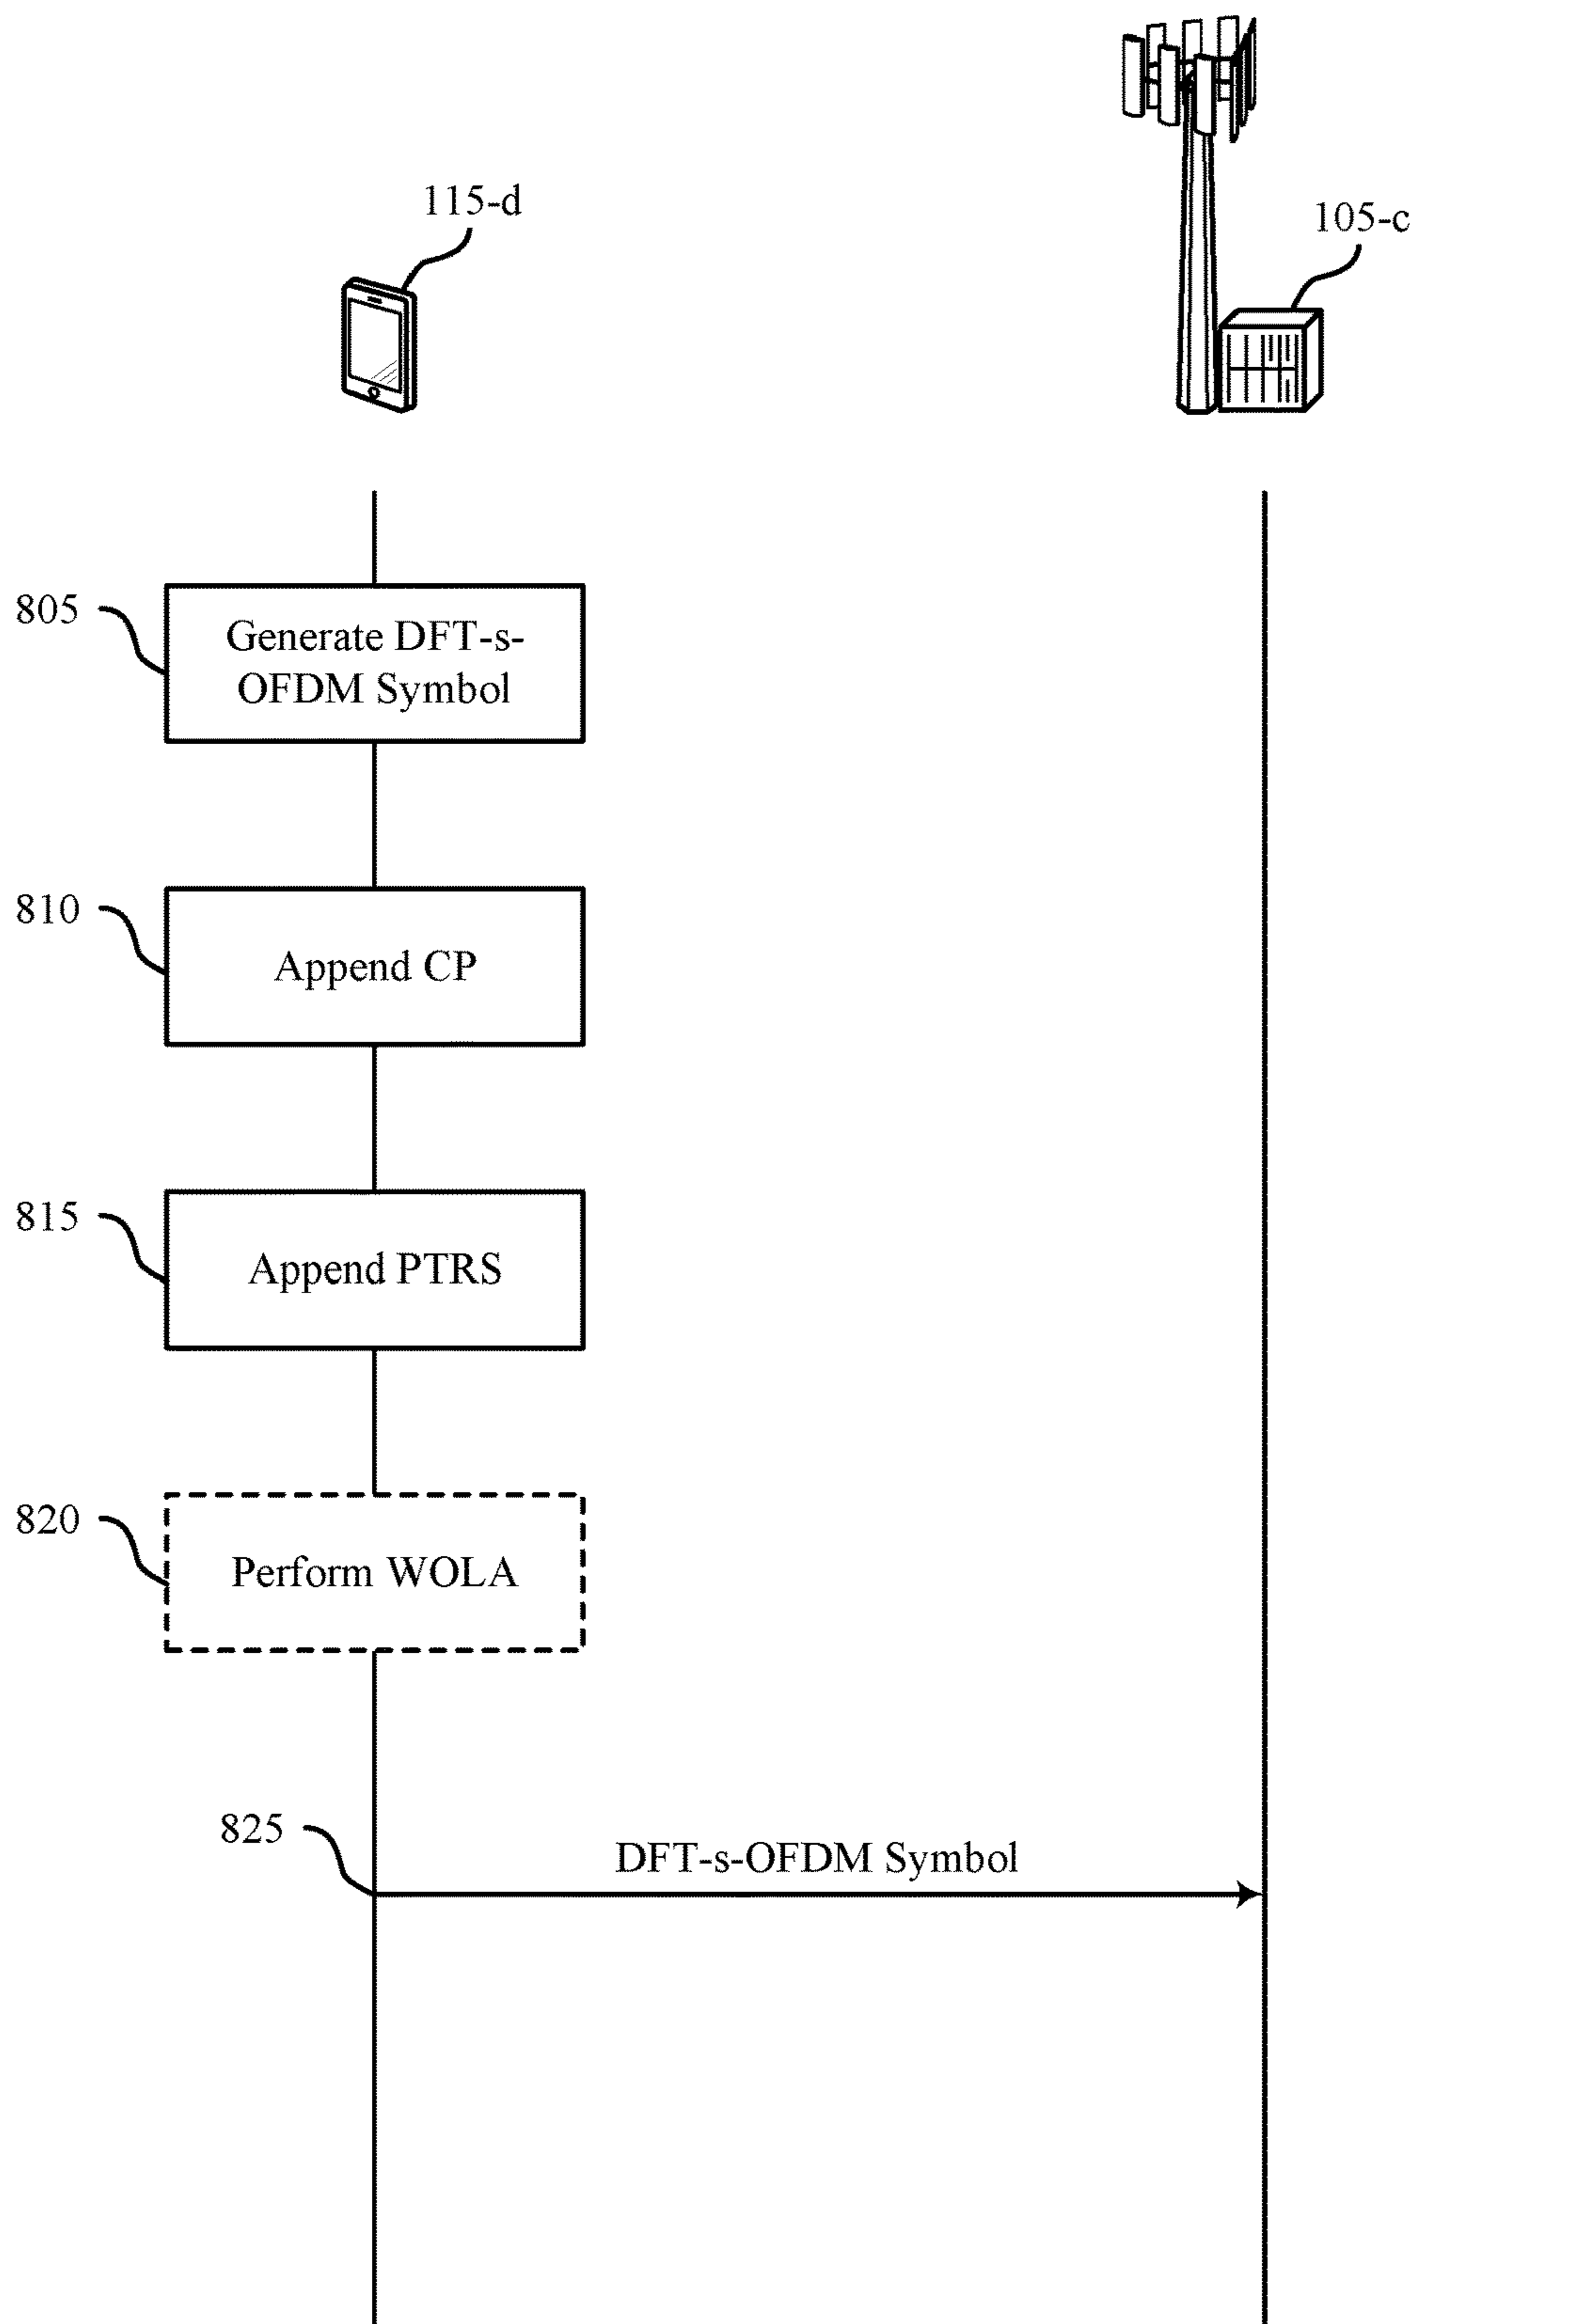 115-d
105-c
805
Generate DFT-s-
OFDM Symbol
810
Append CP
815
Append PTRS
820
Perform WOLA
825
DFT-s-OFDM Symbol